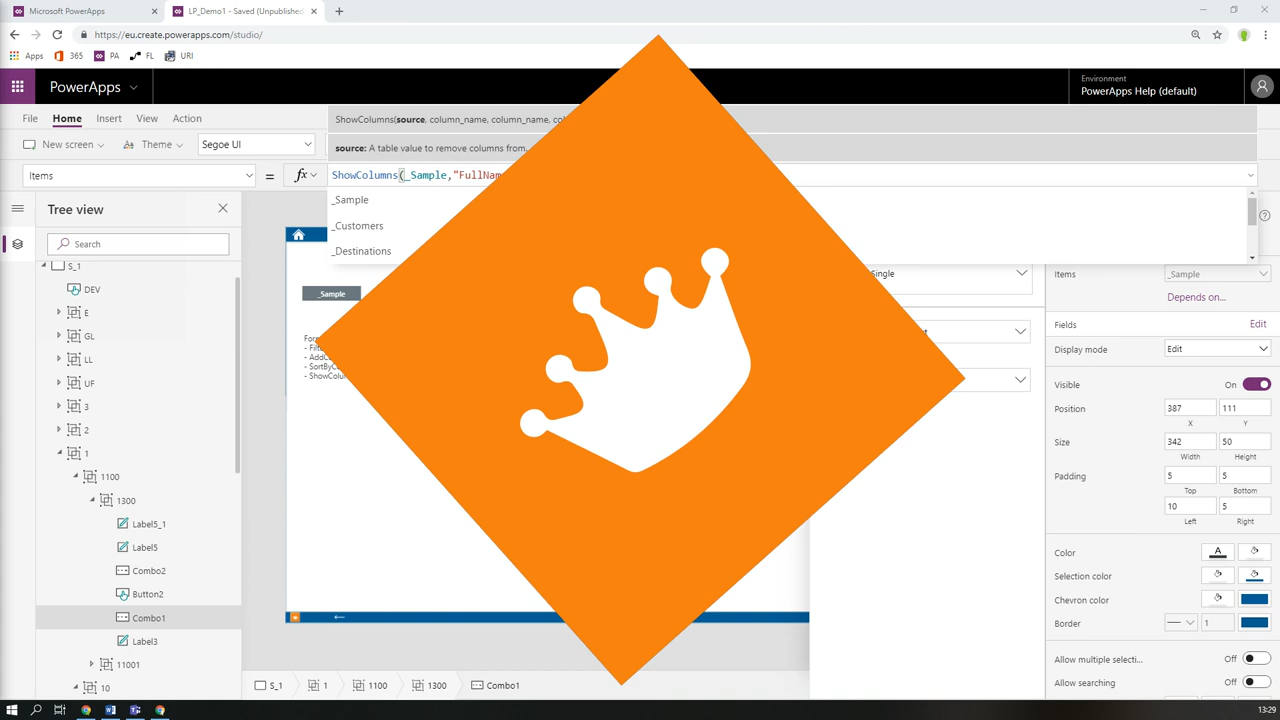 Microsoft PowerApps
LP_Demo1 - Saved (Unpublished
https://eu.create.powerapps.com/studio/
Apps
365
PA
FL
URI
PowerApps
Environment
PowerApps Help (default)
File
Home
Insert
View
Action
ShowColumns(source, column_name, column_name,
New screen
Theme
Segoe UI
source: A table value to remove columns from.
Items
=
fx
ShowColumns(_Sample,"FullName
_Sample
_Customers
_Destinations
Tree view
Search
S_1
DEV
E
GL
LL
UF
3
2
1
1100
1300
Label5_1
Label5
Combo2
Button2
Combo1
Label3
11001
10
_Sample
Single
Items
_Sample
Depends on...
Fields
Edit
Display mode
Edit
Visible
On
Position
387
111
X
Y
Size
342
50
Width
Height
Padding
5
5
Top
Bottom
10
5
Left
Right
Color
Selection color
Chevron color
Border
1
Allow multiple selecti...
Off
Allow searching
Off
S_1
1
1100
1300
Combo1
13:29